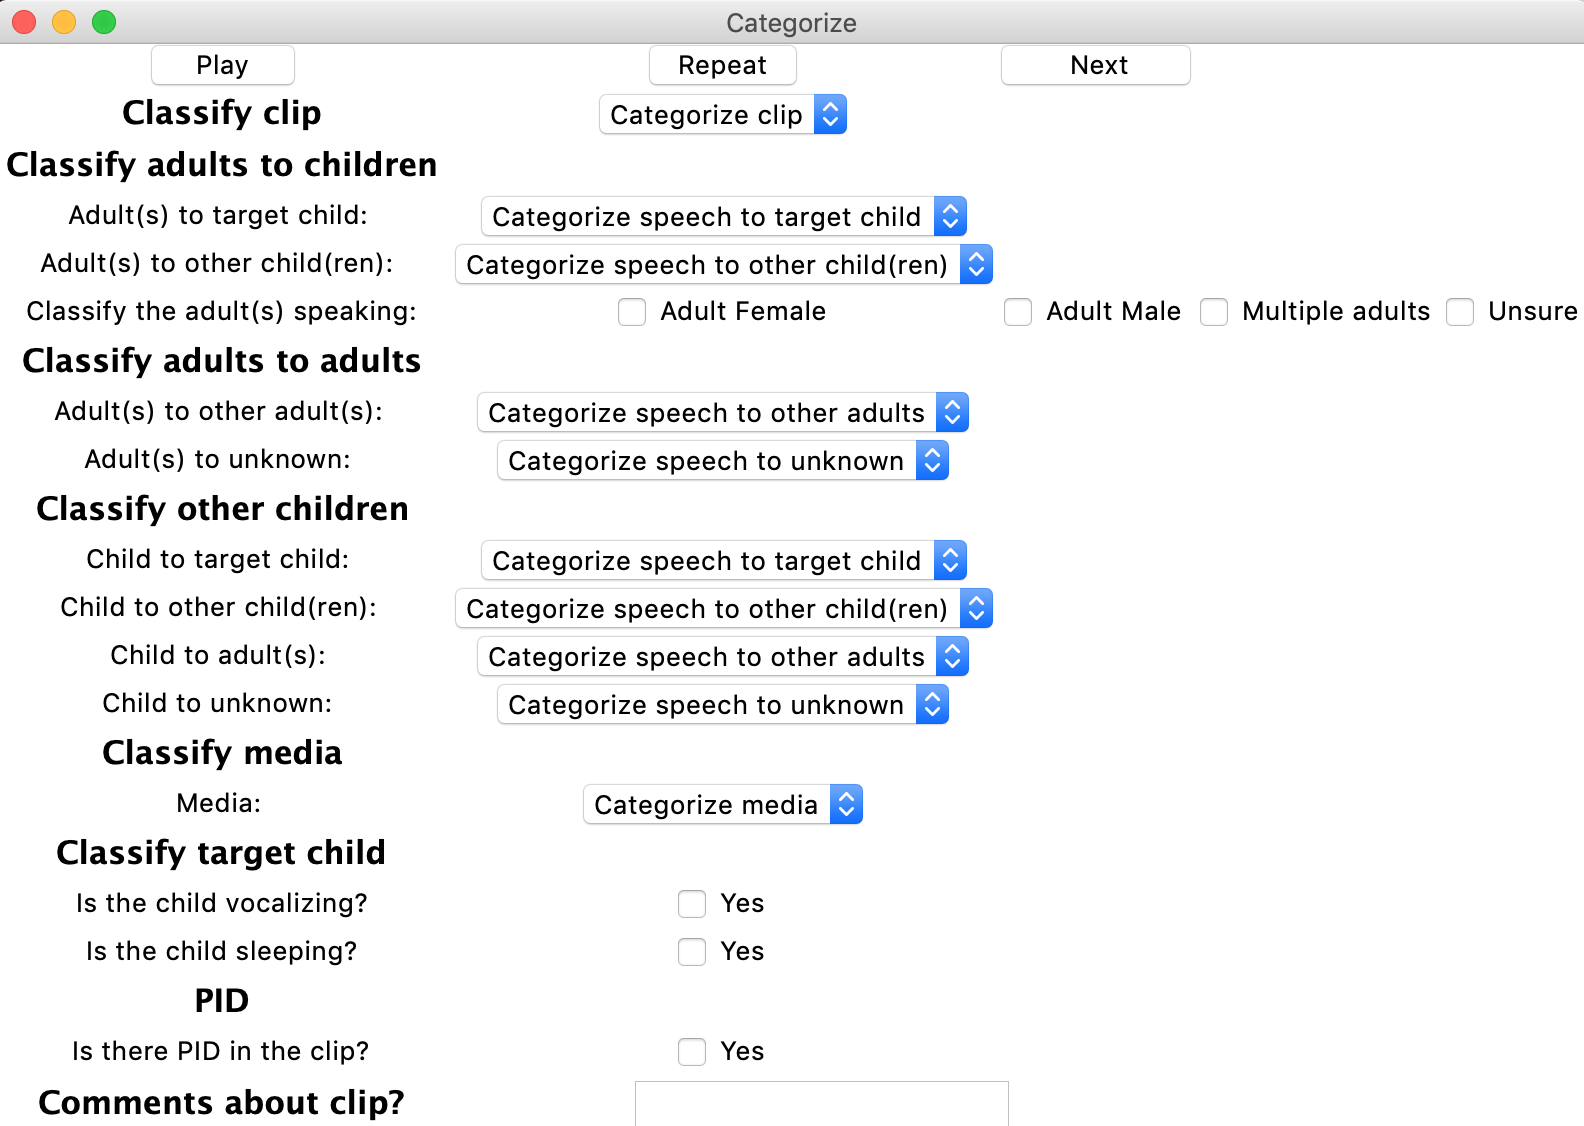 Categorize
Play Repeat Next
Classify clip Categorize clip
Classify adults to children
Adult(s) to target child: Categorize speech to target child
Adult(s) to other child(ren): Categorize speech to other child(ren)
Classify the adult(s) speaking: Adult Female Adult Male Multiple adults Unsure
Classify adults to adults
Adult(s) to other adult(s): Categorize speech to other adults
Adult(s) to unknown: Categorize speech to unknown
Classify other children
Child to target child: Categorize speech to target child
Child to other child(ren): Categorize speech to other child(ren)
Child to adult(s): Categorize speech to other adults
Child to unknown: Categorize speech to unknown
Classify media
Media: Categorize media
Classify target child
Is the child vocalizing? Yes
Is the child sleeping? Yes
PID
Is there PID in the clip? Yes
Comments about clip?